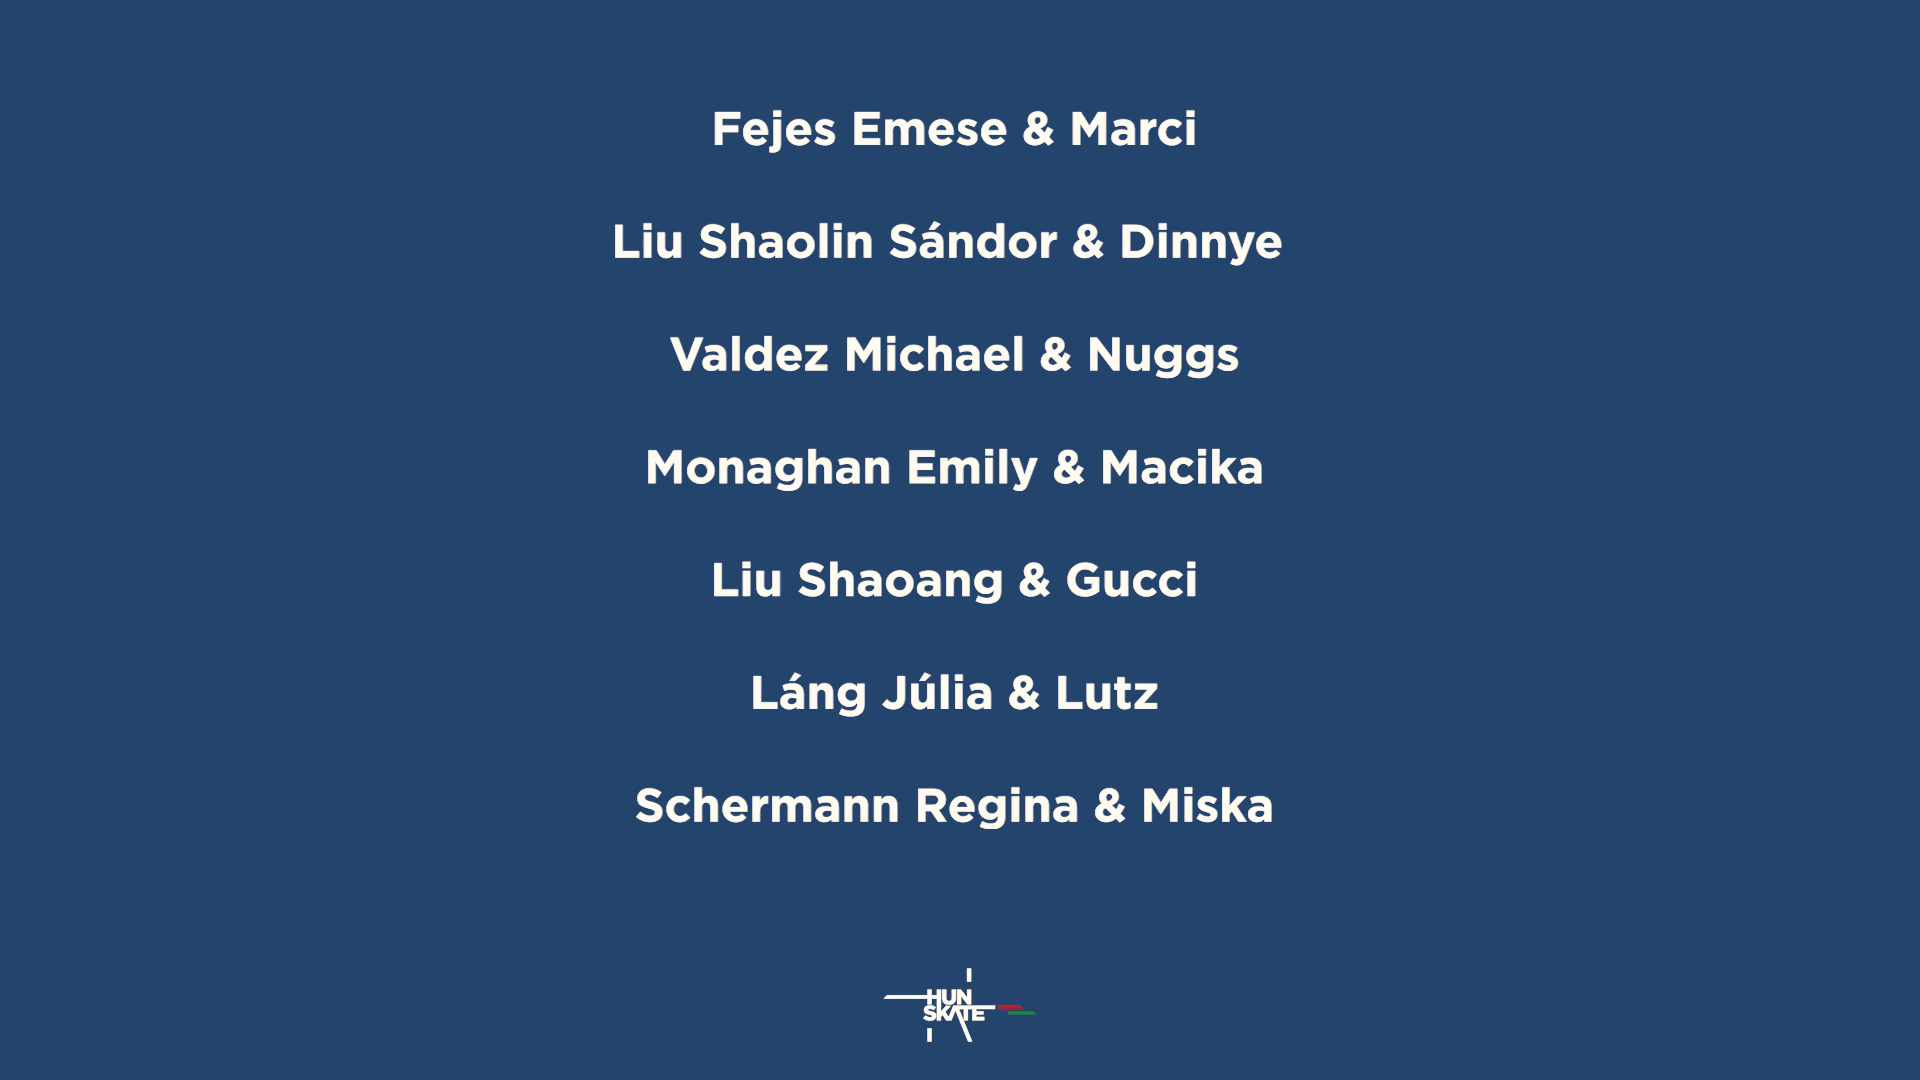 Fejes Emese & Marci
Liu Shaolin Sándor & Dinnye
Valdez Michael & Nuggs
Monaghan Emily & Macika
Liu Shaoang & Gucci
Láng Júlia & Lutz
Schermann Regina & Miska
HUN
SKATE